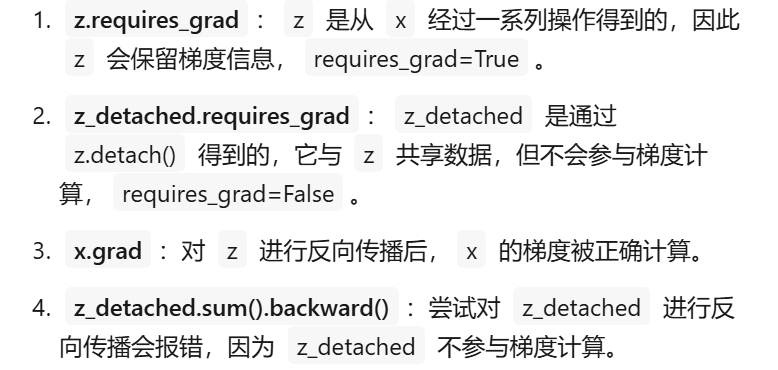 1. z.requires_grad ： z 是从 x 经过一系列操作得到的，因此
z 会保留梯度信息， requires_grad=True 。
2. z_detached.requires_grad ： z_detached 是通过
z.detach() 得到的，它与 z 共享数据，但不会参与梯度计
算， requires_grad=False 。
3. x.grad ：对 z 进行反向传播后， x 的梯度被正确计算。
4. z_detached.sum().backward() ：尝试对 z_detached 进行反
向传播会报错，因为 z_detached 不参与梯度计算。